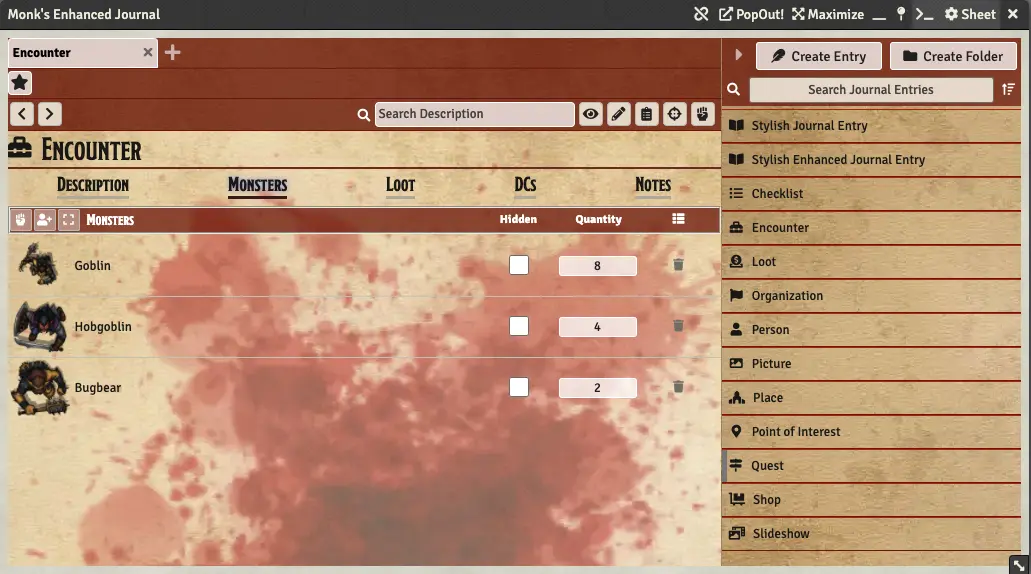 Monk's Enhanced Journal
PopOut!
Maximize
Sheet
Encounter
Create Entry
Create Folder
Search Journal Entries
Search Description
Encounter
Description
Monsters
Loot
DCs
Notes
Monsters
Hidden
Quantity
Goblin
8
Hobgoblin
4
Bugbear
2
Stylish Journal Entry
Stylish Enhanced Journal Entry
Checklist
Encounter
Loot
Organization
Person
Picture
Place
Point of Interest
Quest
Shop
Slideshow